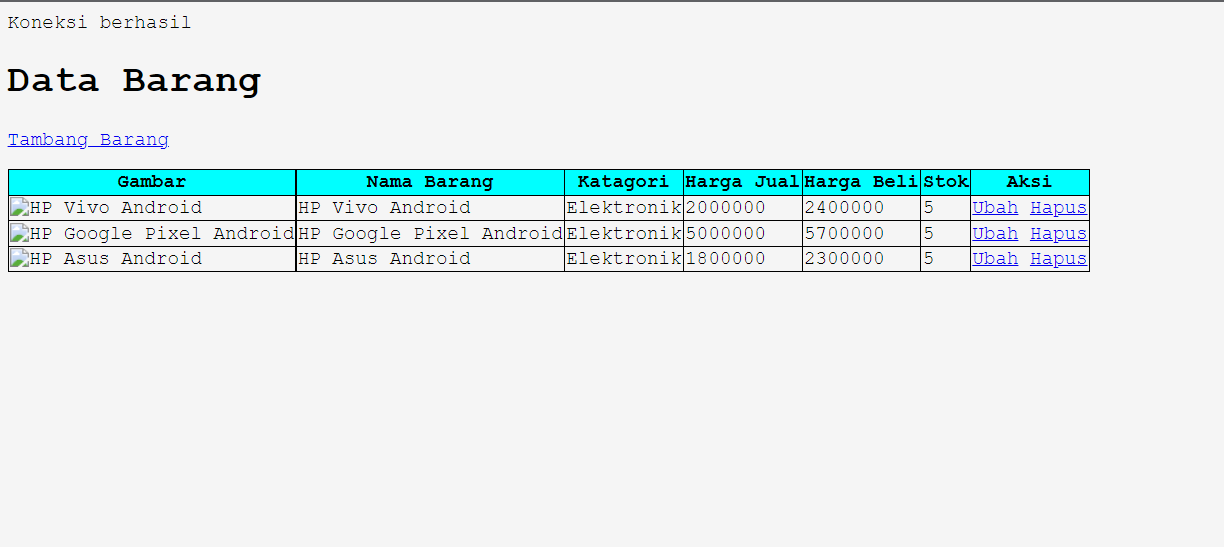 Koneksi berhasil
Data Barang
Tambang Barang
Gambar Nama Barang Katagori Harga Jual Harga Beli Stok Aksi
HP Vivo Android HP Vivo Android Elektronik 2000000 2400000 5 Ubah Hapus
HP Google Pixel Android HP Google Pixel Android Elektronik 5000000 5700000 5 Ubah Hapus
HP Asus Android HP Asus Android Elektronik 1800000 2300000 5 Ubah Hapus